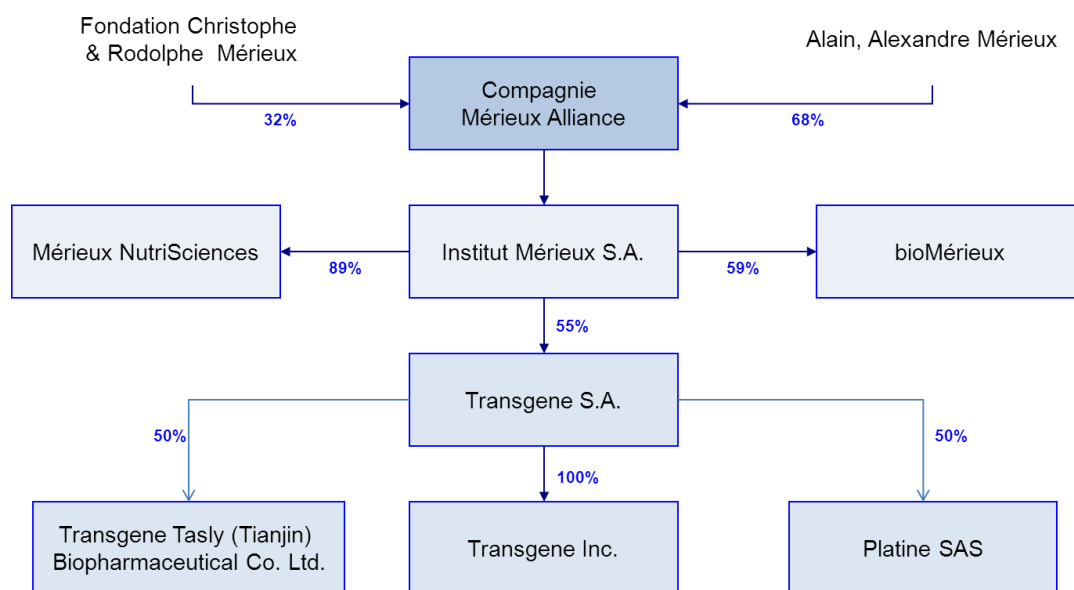 Fondation Christophe
& Rodolphe Mérieux
Alain, Alexandre Mérieux
Compagnie
Mérieux Alliance
32%
68%
Mérieux NutriSciences
Institut Mérieux S.A.
bioMérieux
89%
59%
55%
Transgene S.A.
50%
50%
100%
Transgene Tasly (Tianjin)
Biopharmaceutical Co. Ltd.
Transgene Inc.
Platine SAS